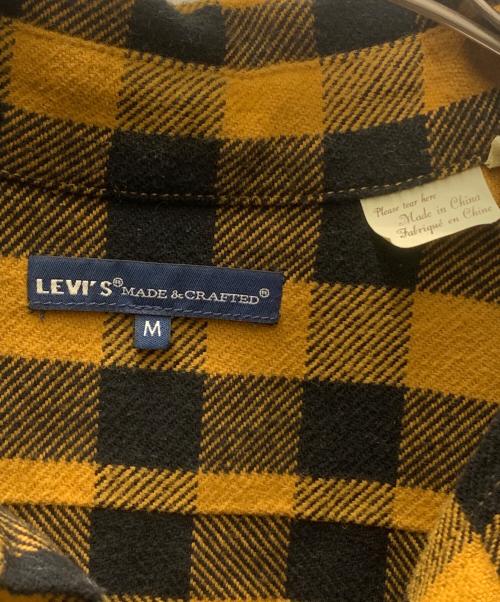 Please tear here
Made in China
Fabriqué en Chine
LEVI'S® MADE & CRAFTED®
M